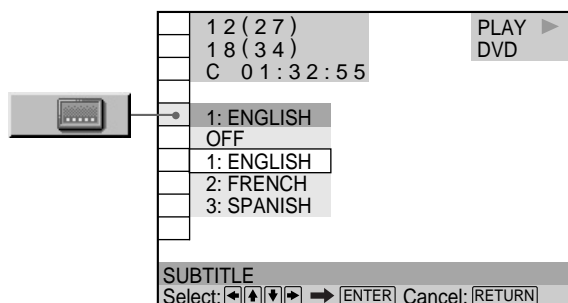 12(27)
18(34)
C 01:32:55
PLAY ▶
DVD
1: ENGLISH
OFF
1: ENGLISH
2: FRENCH
3: SPANISH
SUBTITLE
Select: ←↑↓→ ➡ ENTER Cancel: RETURN